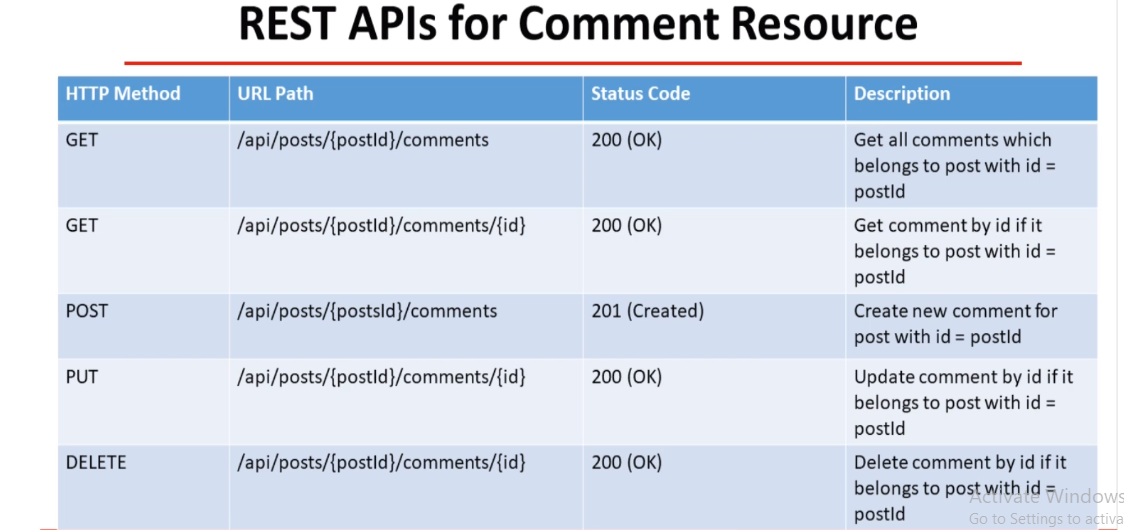 REST APIs for Comment Resource
HTTP Method URL Path Status Code Description
GET /api/posts/{postId}/comments 200 (OK) Get all comments which
belongs to post with id =
postId
GET /api/posts/{postId}/comments/{id} 200 (OK) Get comment by id if it
belongs to post with id =
postId
POST /api/posts/{postsId}/comments 201 (Created) Create new comment for
post with id = postId
PUT /api/posts/{postId}/comments/{id} 200 (OK) Update comment by id if it
belongs to post with id =
postId
DELETE /api/posts/{postId}/comments/{id} 200 (OK) Delete comment by id if it
belongs to post with id =
postId
Activate Windows
Go to Settings to activa